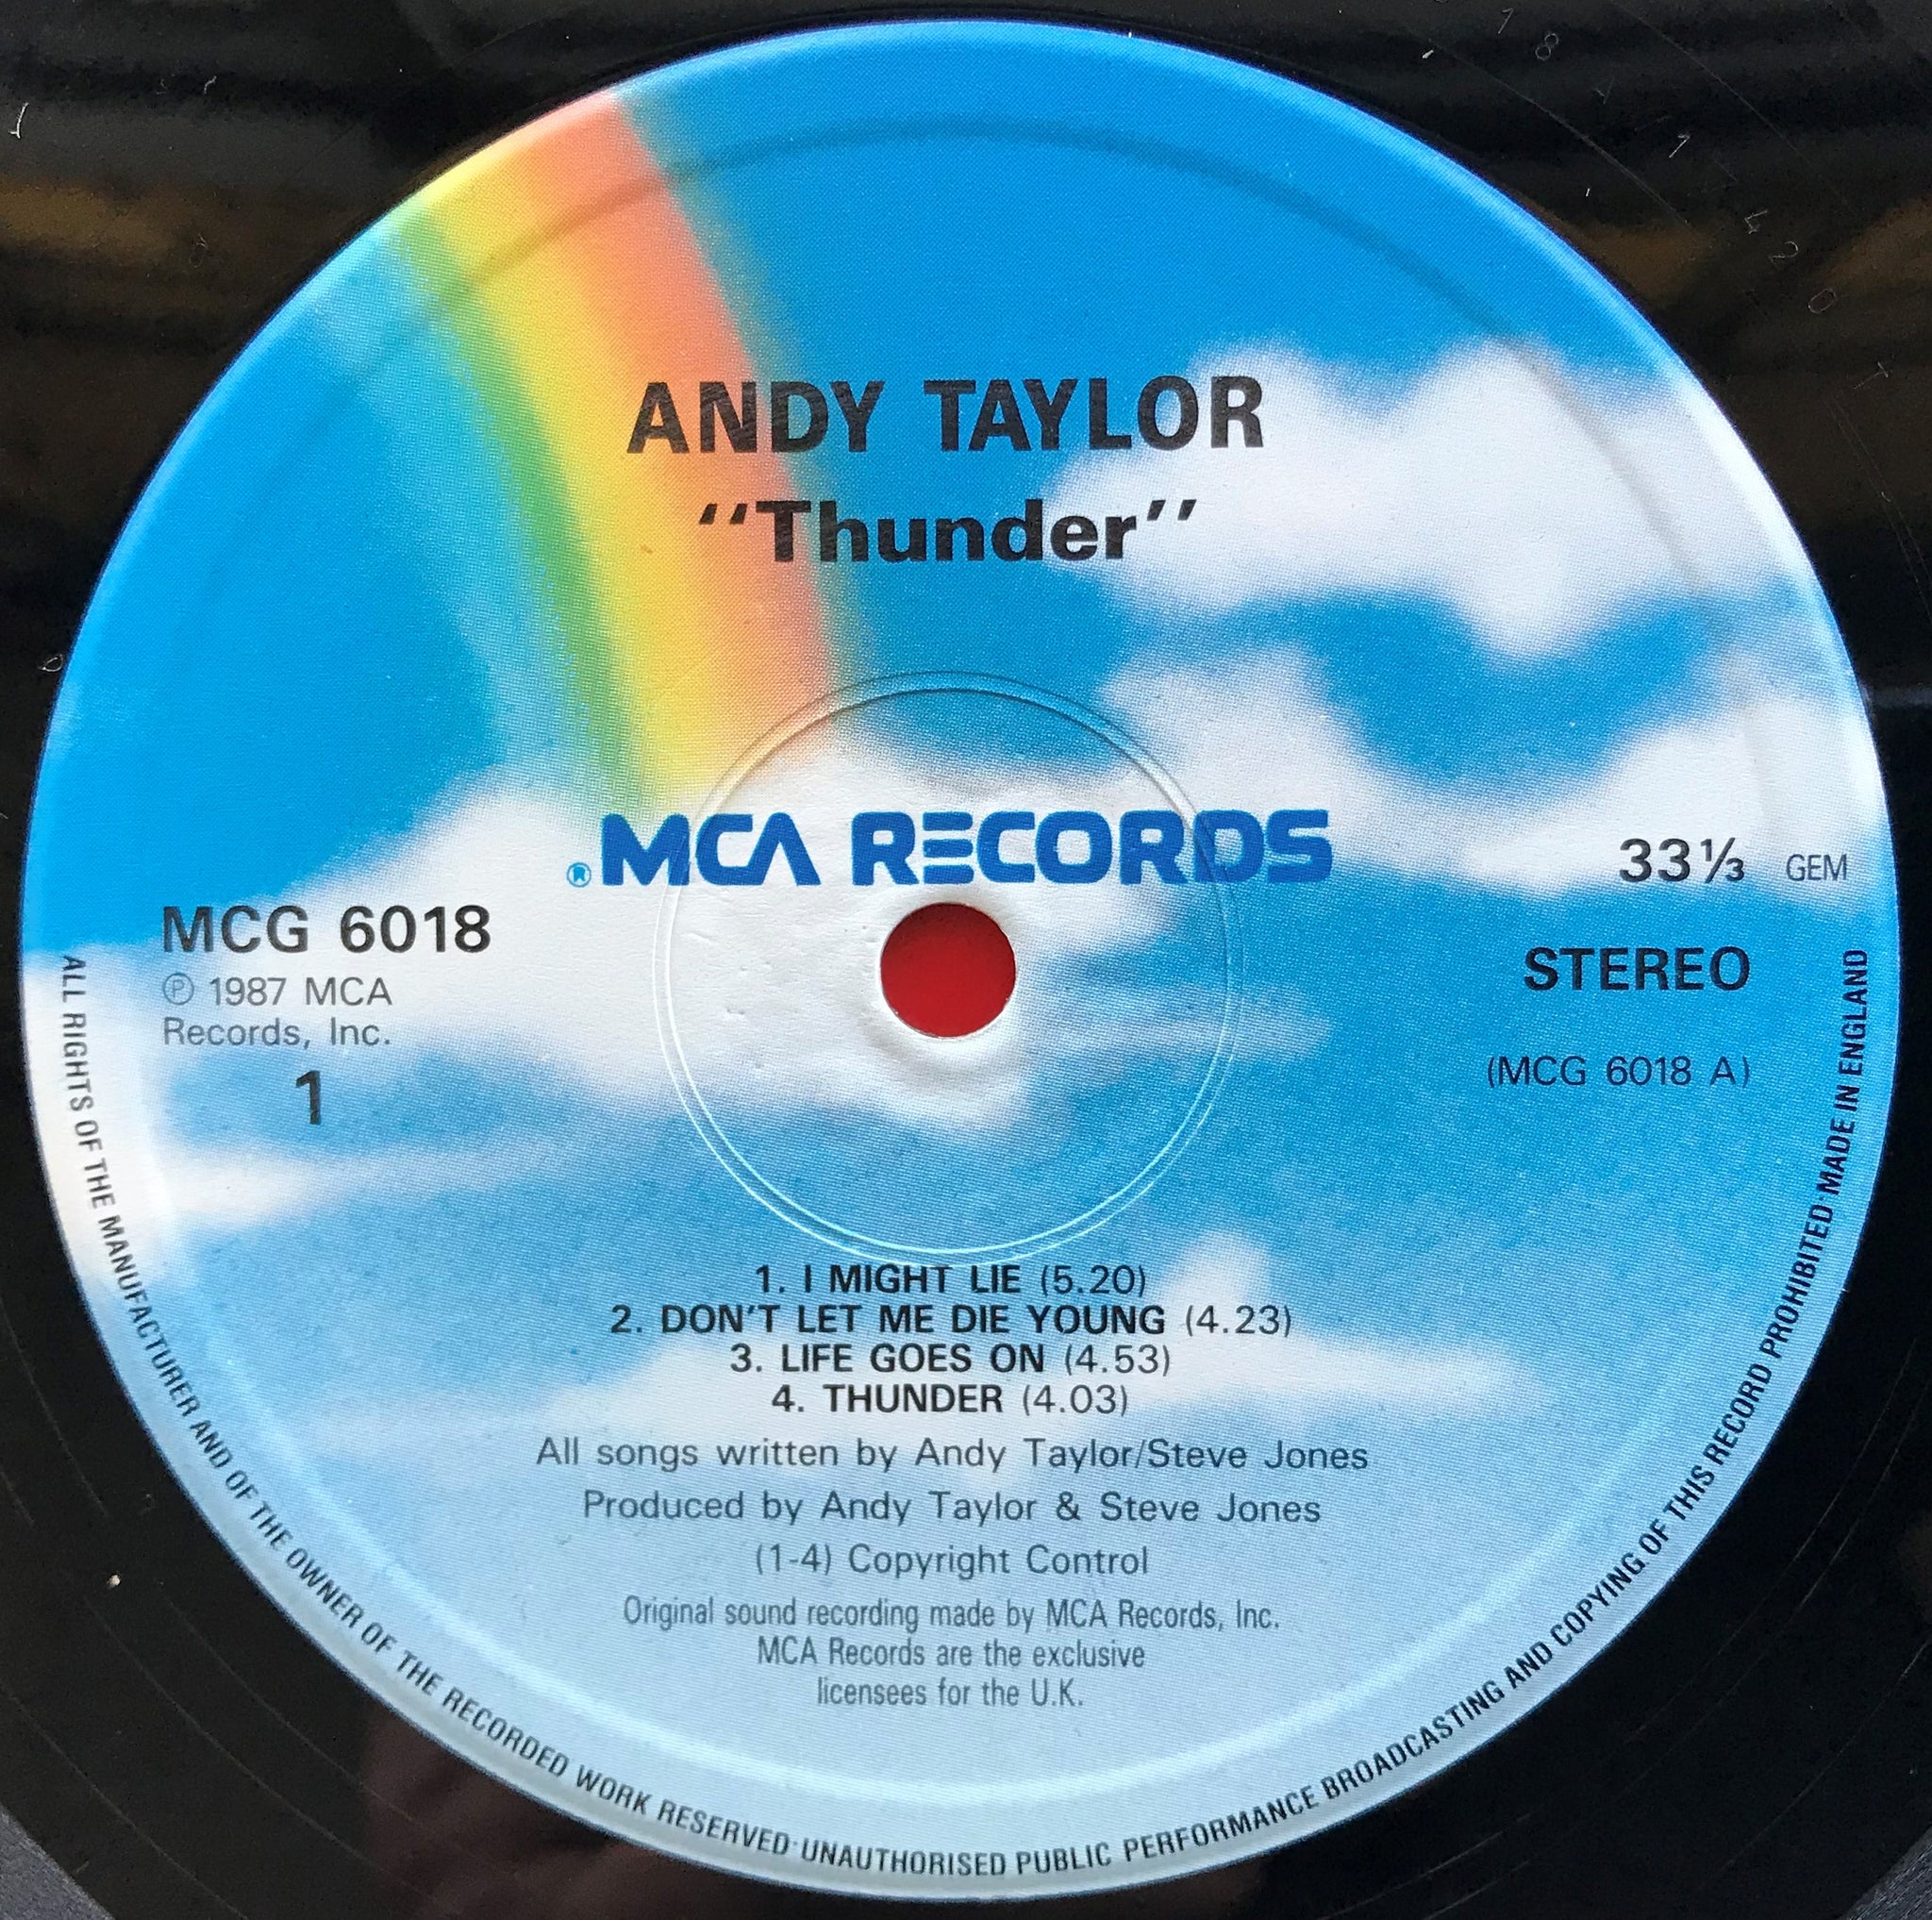 ANDY TAYLOR
“Thunder”
® MCA RECORDS
33⅓ GEM
MCG 6018
STEREO
℗ 1987 MCA
Records, Inc.
(MCG 6018 A)
1
1. I MIGHT LIE (5.20)
2. DON'T LET ME DIE YOUNG (4.23)
3. LIFE GOES ON (4.53)
4. THUNDER (4.03)
All songs written by Andy Taylor/Steve Jones
Produced by Andy Taylor & Steve Jones
(1-4) Copyright Control
Original sound recording made by MCA Records, Inc.
MCA Records are the exclusive
licensees for the U.K.
ALL RIGHTS OF THE MANUFACTURER AND OF THE OWNER OF THE RECORDED WORK RESERVED·UNAUTHORISED PUBLIC PERFORMANCE BROADCASTING AND COPYING OF THIS RECORD PROHIBITED·MADE IN ENGLAND